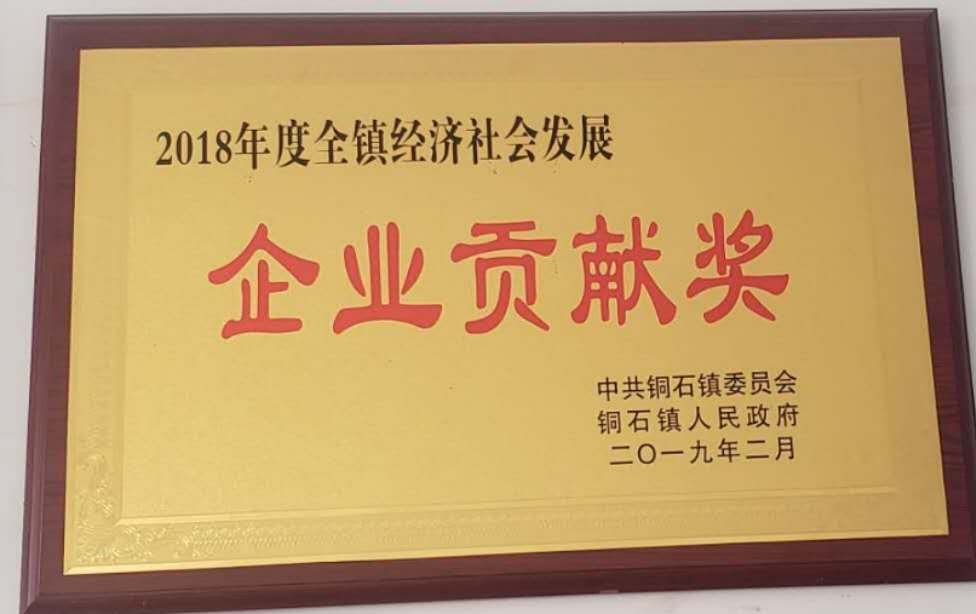 2018年度全镇经济社会发展
企业贡献奖
中共铜石镇委员会
铜石镇人民政府
二〇一九年二月